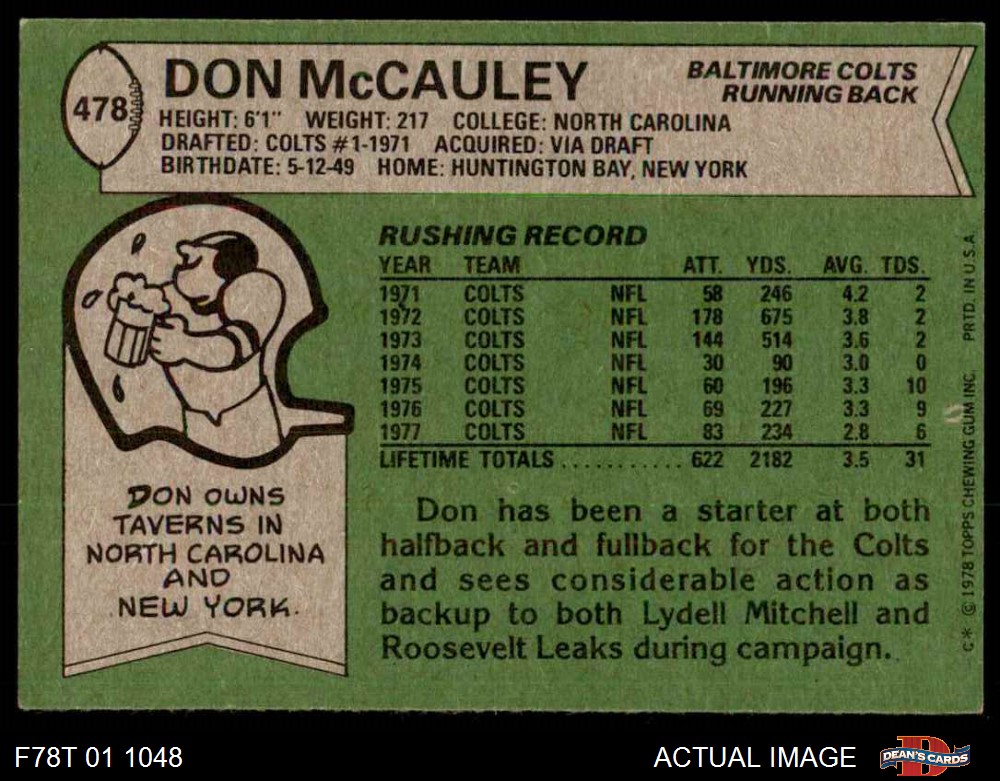 478
DON McCAULEY
BALTIMORE COLTS
RUNNING BACK
HEIGHT: 6'1" WEIGHT: 217 COLLEGE: NORTH CAROLINA
DRAFTED: COLTS #1-1971 ACQUIRED: VIA DRAFT
BIRTHDATE: 5-12-49 HOME: HUNTINGTON BAY, NEW YORK
RUSHING RECORD
YEAR TEAM ATT. YDS. AVG. TDS.
1971 COLTS NFL 58 246 4.2 2
1972 COLTS NFL 178 675 3.8 2
1973 COLTS NFL 144 514 3.6 2
1974 COLTS NFL 30 90 3.0 0
1975 COLTS NFL 60 196 3.3 10
1976 COLTS NFL 69 227 3.3 9
1977 COLTS NFL 83 234 2.8 6
LIFETIME TOTALS ........... 622 2182 3.5 31
DON OWNS
TAVERNS IN
NORTH CAROLINA
AND
NEW YORK.
Don has been a starter at both
halfback and fullback for the Colts
and sees considerable action as
backup to both Lydell Mitchell and
Roosevelt Leaks during campaign.
C* © 1978 TOPPS CHEWING GUM INC. PRTD. IN U.S.A.
F78T 01 1048
ACTUAL IMAGE
D
DEAN'S CARDS